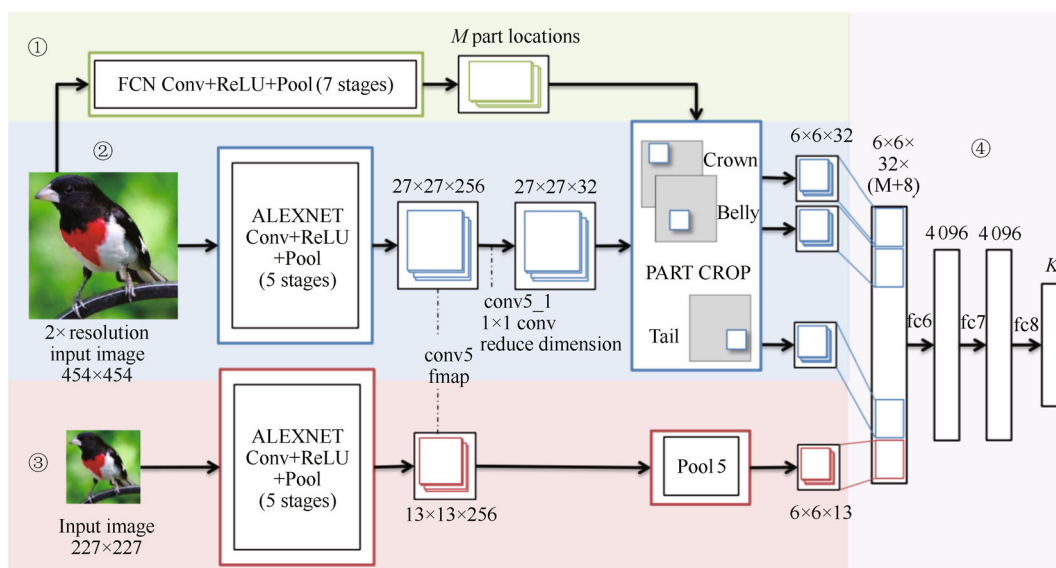 ①
M part locations
FCN Conv+ReLU+Pool (7 stages)
②
ALEXNET
Conv+ReLU
+Pool
(5 stages)
27×27×256
27×27×32
conv5_1
1×1 conv
reduce dimension
conv5
fmap
2× resolution
input image
454×454
Crown
Belly
PART CROP
Tail
6×6×32
6×6×
32×
(M+8)
④
4 096
4 096
K
fc6
fc7
fc8
③
Input image
227×227
ALEXNET
Conv+ReLU
+Pool
(5 stages)
13×13×256
Pool 5
6×6×13